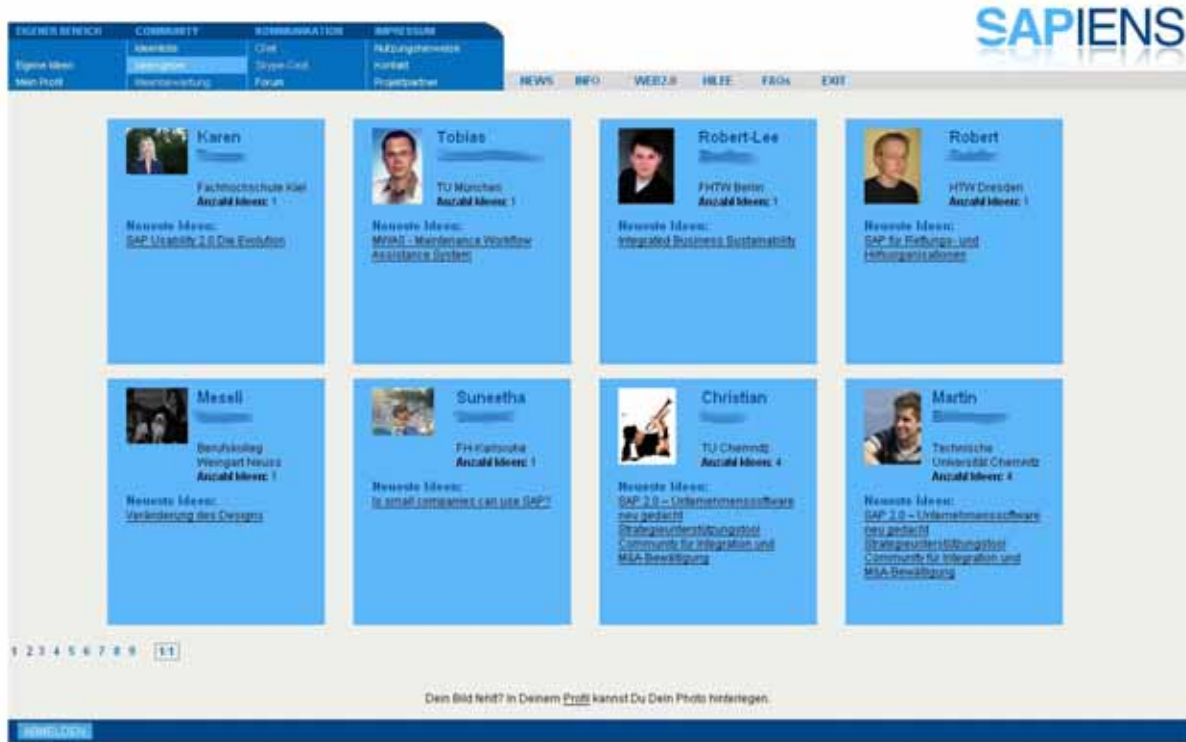 SAPIENS
EIGENER BEREICH
Eigene Ideen
Mein Profil
COMMUNITY
Ideenliste
Ideengeber
Ideenbewertung
KOMMUNIKATION
Chat
Skype-Cast
Forum
IMPRESSUM
Nutzungshinweise
Kontakt
Projektpartner
NEWS INFO WEB2.0 HILFE FAQs EXIT
Karen
Fachhochschule Kiel
Anzahl Ideen: 1
Neueste Ideen:
SAP Usability 2.0 Die Evolution
Tobias
TU München
Anzahl Ideen: 1
Neueste Ideen:
MWAS - Maintenance Workflow
Assistance System
Robert-Lee
FHTW Berlin
Anzahl Ideen: 1
Neueste Ideen:
Integrated Business Sustainability
Robert
HTW Dresden
Anzahl Ideen: 1
Neueste Ideen:
SAP für Rettungs- und
Hilfsorganisationen
Meseli
Berufskolleg
Weingart Neuss
Anzahl Ideen: 1
Neueste Ideen:
Veränderung des Designs
Suneetha
FH-Karlsruhe
Anzahl Ideen: 1
Neueste Ideen:
Is small companies can use SAP?
Christian
TU Chemnitz
Anzahl Ideen: 4
Neueste Ideen:
SAP 2.0 – Unternehmenssoftware
neu gedacht
Strategieunterstützungstool
Community für Integration und
M&A-Bewältigung
Martin
Technische
Universität Chemnitz
Anzahl Ideen: 4
Neueste Ideen:
SAP 2.0 – Unternehmenssoftware
neu gedacht
Strategieunterstützungstool
Community für Integration und
M&A-Bewältigung
1 2 3 4 5 6 7 8 9 11
Dein Bild fehlt? In Deinem Profil kannst Du Dein Photo hinterlegen.
ANMELDEN